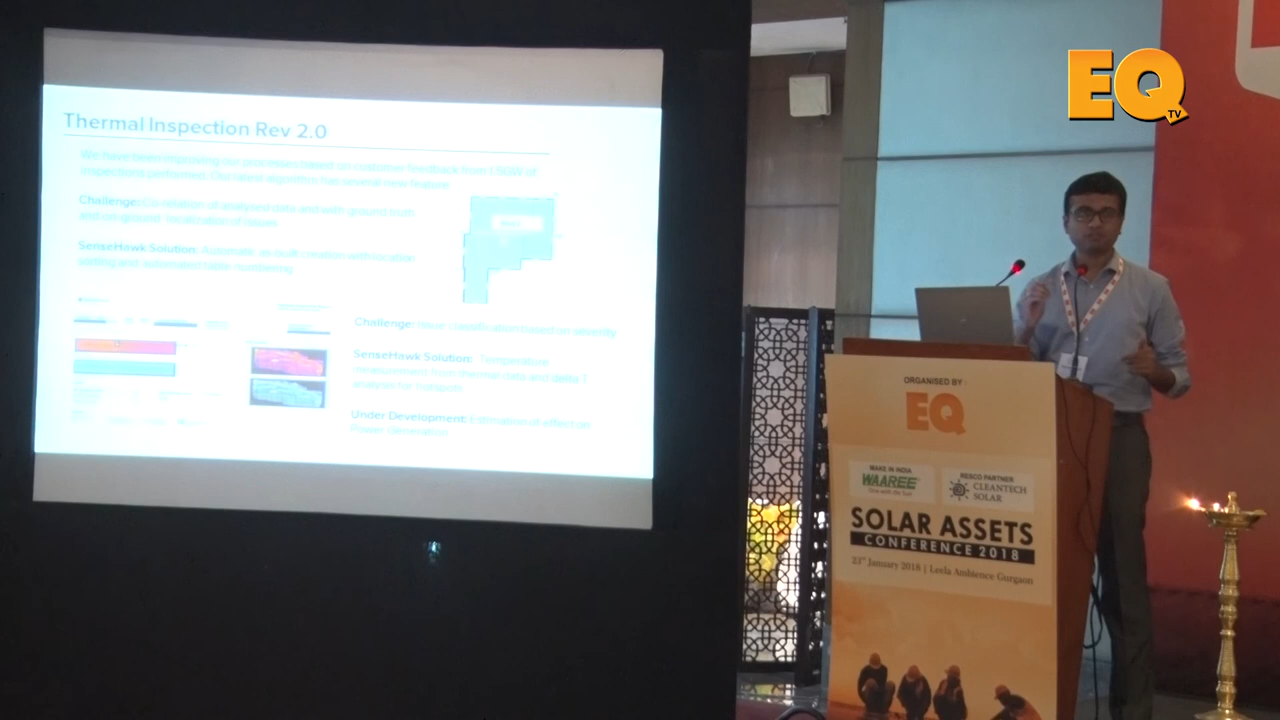 Thermal Inspection Rev 2.0
We have been improving our processes based on customer feedback from 1.5GW of
inspections performed. Our latest algorithm has several new feature
Challenge: Co-relation of analyzed data and with ground truth
and on-ground localization of issues
SenseHawk Solution: Automatic as-built creation with location
sorting and automated table numbering
Challenge: Issue classification based on severity
SenseHawk Solution: Temperature
measurement from thermal data and delta T
analysis for hotspots
Under Development: Estimation of effect on
Power Generation
EQ
TV
ORGANISED BY :
EQ
MAKE IN INDIA
WAAREE
One with the Sun
RESCO PARTNER
CLEANTECH
SOLAR
SOLAR ASSETS
CONFERENCE 2018
23rd January 2018 | Leela Ambience Gurgaon